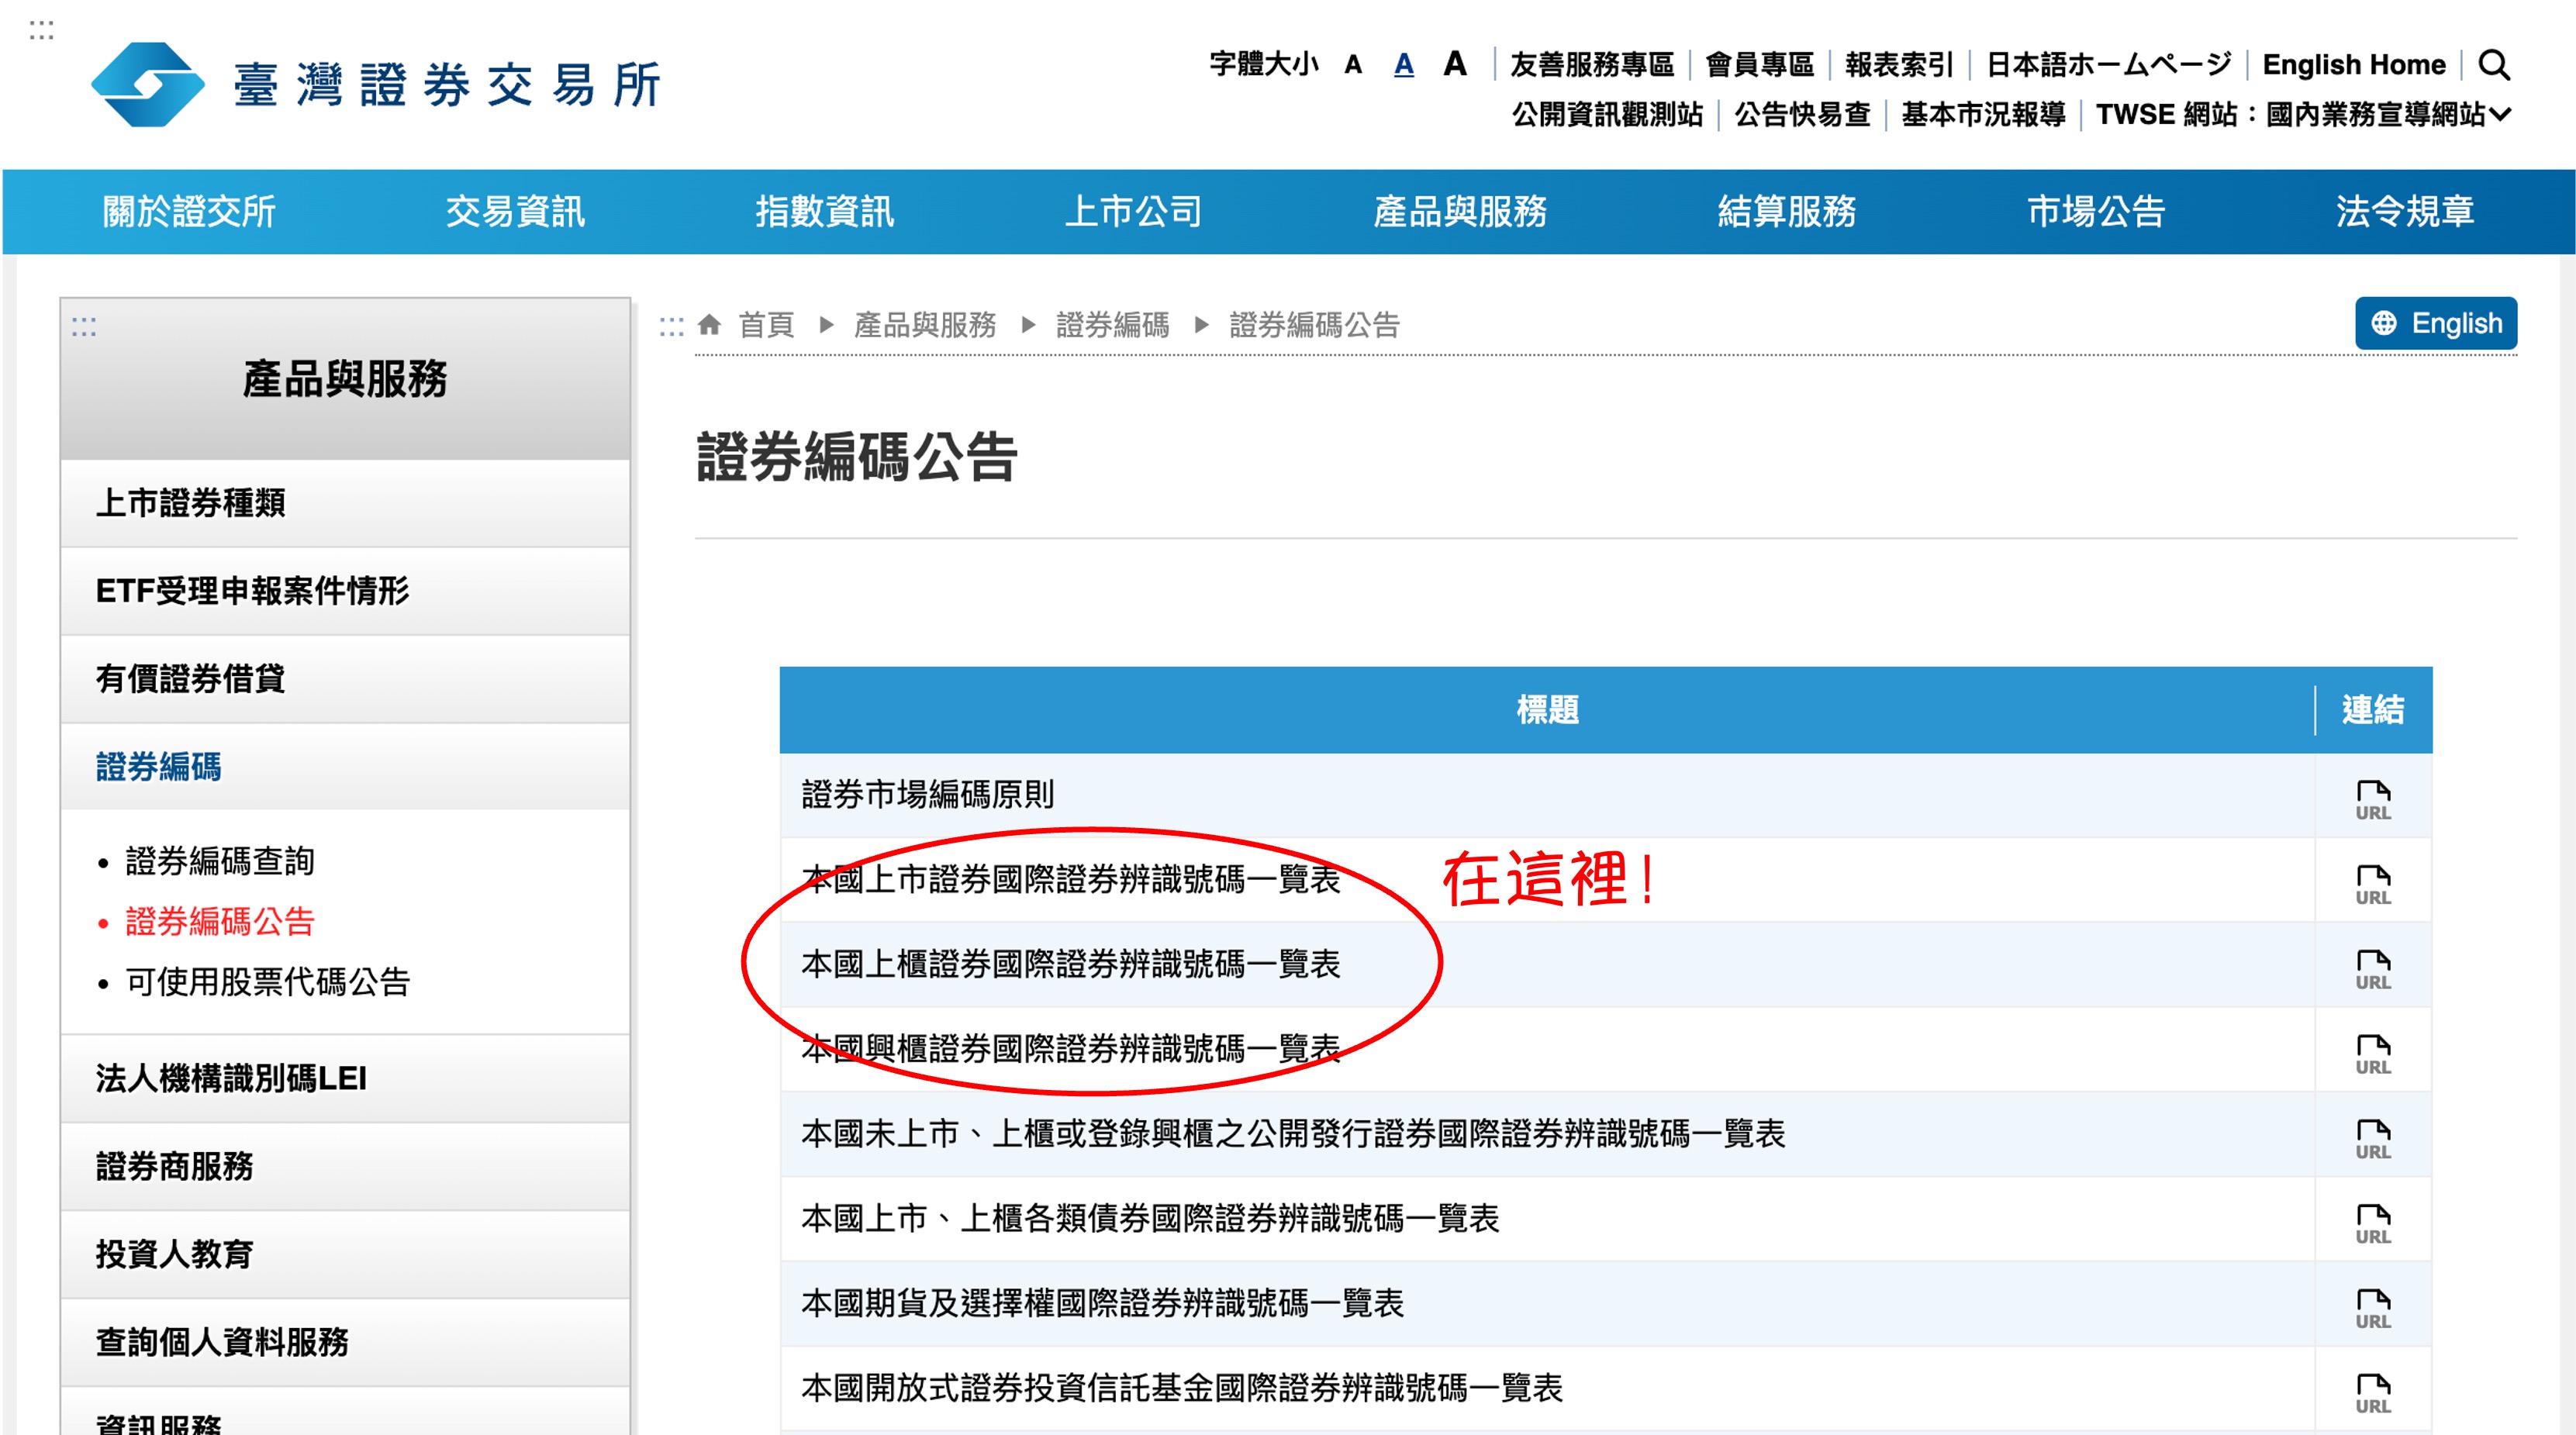 臺灣證券交易所
字體大小 A A A 友善服務專區 會員專區 報表索引 日本語ホームページ English Home
公開資訊觀測站 公告快易查 基本市況報導 TWSE 網站：國內業務宣導網站
關於證交所 交易資訊 指數資訊 上市公司 產品與服務 結算服務 市場公告 法令規章
產品與服務
上市證券種類
ETF受理申報案件情形
有價證券借貸
證券編碼
證券編碼查詢
證券編碼公告
可使用股票代碼公告
法人機構識別碼LEI
證券商服務
投資人教育
查詢個人資料服務
資訊服務
首頁 產品與服務 證券編碼 證券編碼公告
English
證券編碼公告
標題 連結
證券市場編碼原則 URL
本國上市證券國際證券辨識號碼一覽表 URL
在這裡！
本國上櫃證券國際證券辨識號碼一覽表 URL
本國興櫃證券國際證券辨識號碼一覽表 URL
本國未上市、上櫃或登錄興櫃之公開發行證券國際證券辨識號碼一覽表 URL
本國上市、上櫃各類債券國際證券辨識號碼一覽表 URL
本國期貨及選擇權國際證券辨識號碼一覽表 URL
本國開放式證券投資信託基金國際證券辨識號碼一覽表 URL